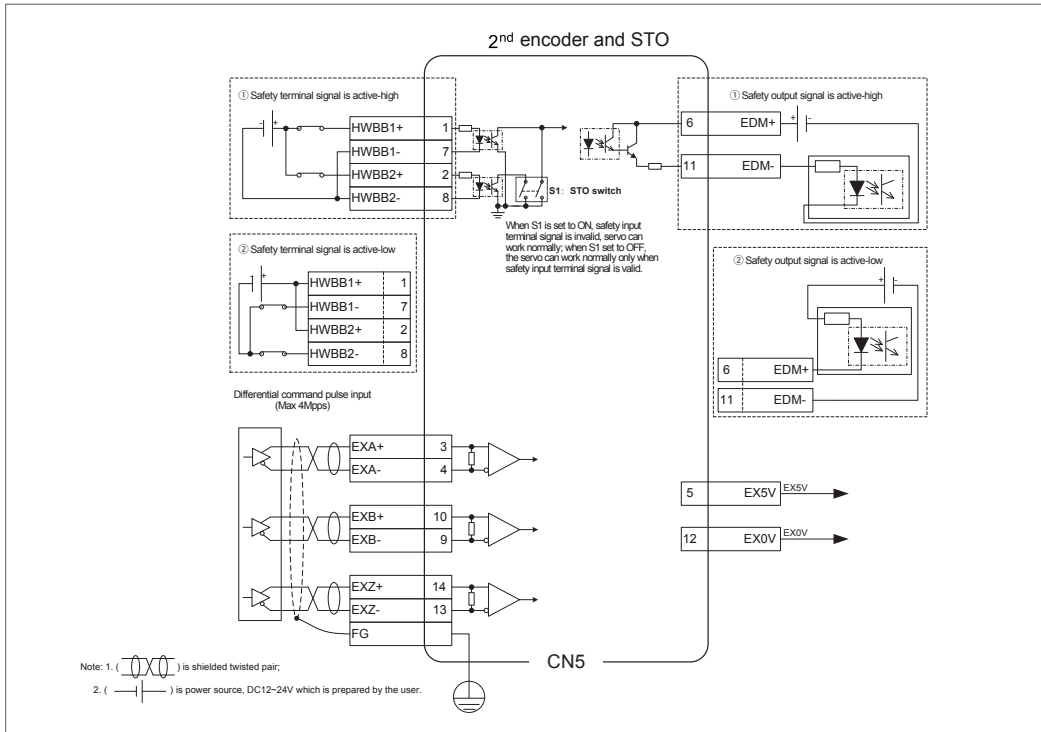 2nd encoder and STO
① Safety terminal signal is active-high
- +
HWBB1+ 1
HWBB1- 7
HWBB2+ 2
HWBB2- 8
S1: STO switch
When S1 is set to ON, safety input
terminal signal is invalid, servo can
work normally; when S1 set to OFF,
the servo can work normally only when
safety input terminal signal is valid.
① Safety output signal is active-high
6 EDM+ + -
11 EDM-
② Safety terminal signal is active-low
- +
HWBB1+ 1
HWBB1- 7
HWBB2+ 2
HWBB2- 8
② Safety output signal is active-low
+ -
6 EDM+
11 EDM-
Differential command pulse input
(Max 4Mpps)
EXA+ 3
EXA- 4
EXB+ 10
EXB- 9
EXZ+ 14
EXZ- 13
FG
5 EX5V EX5V
12 EX0V EX0V
CN5
Note: 1. ( ) is shielded twisted pair;
2. ( ) is power source, DC12~24V which is prepared by the user.